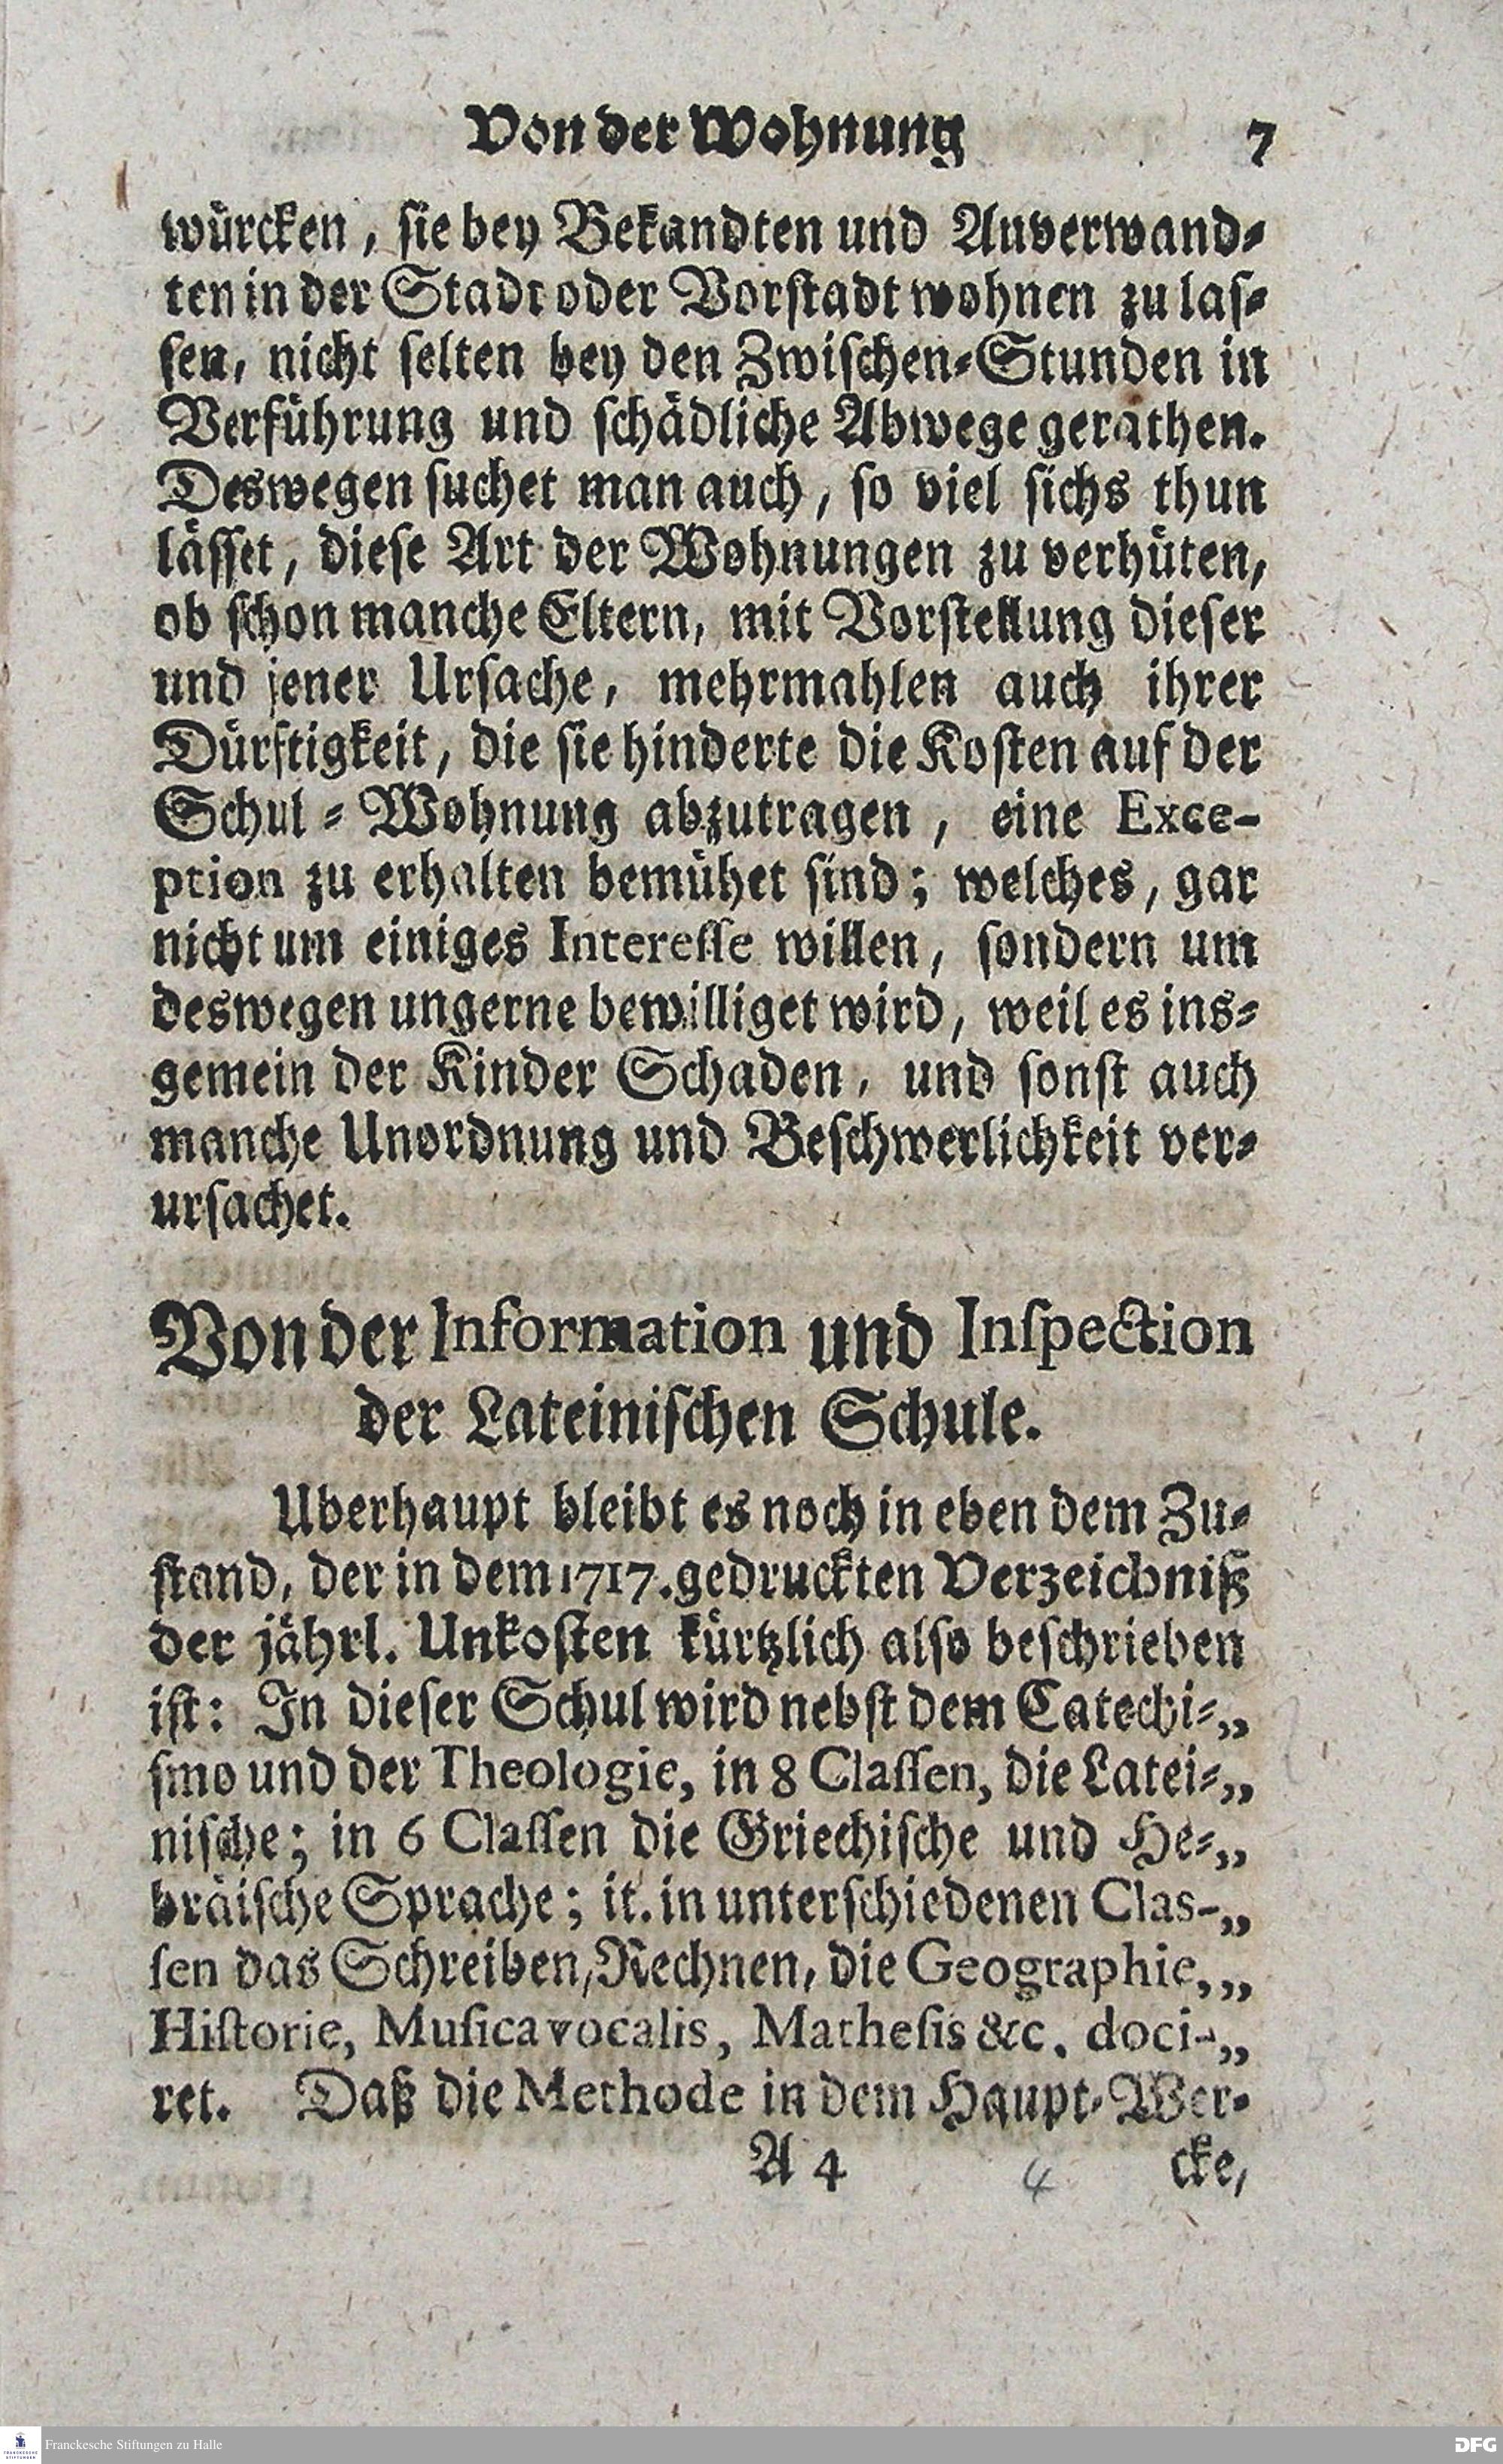 Von der Wohnung 7
würcken, sie bey Bekandten und Auverwand-
ten in der Stadt oder Vorstadt wohnen zu las-
sen, nicht selten bey den Zwischen-Stunden in
Verführung und schädliche Abwege gerathen.
Deswegen suchet man auch, so viel sichs thun
lässet, diese Art der Wohnungen zu verhüten,
ob schon manche Eltern, mit Vorstellung dieser
und jener Ursache, mehrmahlen auch ihrer
Dürftigkeit, die sie hinderte die Kosten auf der
Schul-Wohnung abzutragen, eine Exce-
ption zu erhalten bemühet sind; welches, gar
nicht um einiges Interesse willen, sondern um
deswegen ungerne bewilliget wird, weil es ins-
gemein der Kinder Schaden, und sonst auch
manche Unordnung und Beschwerlichkeit ver-
ursachet.
Von der Information und Inspection
der Lateinischen Schule.
Uberhaupt bleibt es noch in eben dem Zu-
stand, der in dem 1717. gedruckten Verzeichniß
der jährl. Unkosten kürtzlich also beschrieben
ist: In dieser Schul wird nebst dem Catechi-„
smo und der Theologie, in 8 Classen, die Latei-„
nische; in 6 Classen die Griechische und He-„
bräische Sprache; it. in unterschiedenen Clas-„
sen das Schreiben, Rechnen, die Geographie,„
Historie, Musica vocalis, Mathesis &c. doci-„
ret. Daß die Methode in dem Haupt-Wer-
A 4 4 cke,
FRANCKESCHE STIFTUNGEN Franckesche Stiftungen zu Halle DFG